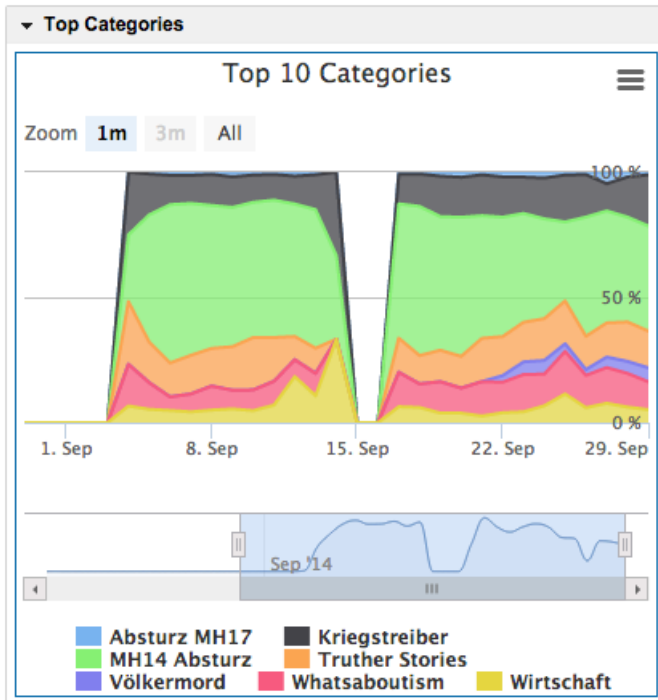 Top Categories
Top 10 Categories
Zoom 1m 3m All
100 %
50 %
0 %
1. Sep 8. Sep 15. Sep 22. Sep 29. Sep
Sep '14
Absturz MH17 Kriegstreiber
MH14 Absturz Truther Stories
Völkermord Whatsaboutism Wirtschaft